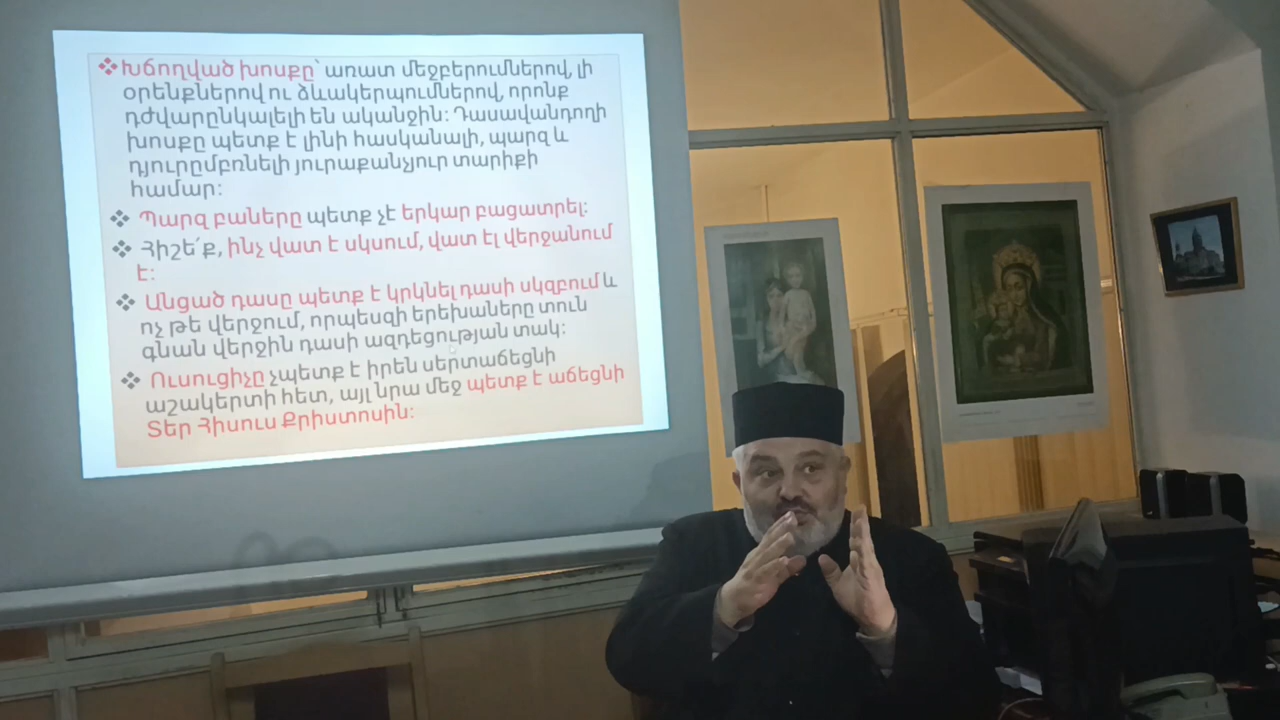 ❖Խճողված խոսքը՝ առատ մեջբերումներով, լի
օրենքներով ու ձևակերպումներով, որոնք
դժվարընկալելի են ականջին: Դասավանդողի
խոսքը պետք է լինի հասկանալի, պարզ և
դյուրըմբռնելի յուրաքանչյուր տարիքի
համար:
❖ Պարզ բաները պետք չէ երկար բացատրել:
❖ Հիշե՛ք, ինչ վատ է սկսում, վատ էլ վերջանում
է:
❖ Անցած դասը պետք է կրկնել դասի սկզբում և
ոչ թե վերջում, որպեսզի երեխաները տուն
գնան վերջին դասի ազդեցության տակ:
❖ Ուսուցիչը չպետք է իրեն սերտաճեցնի
աշակերտի հետ, այլ նրա մեջ պետք է աճեցնի
Տեր Հիսուս Քրիստոսին: